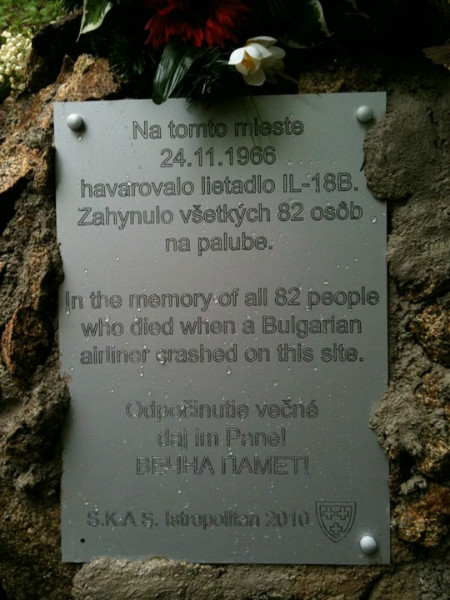 Na tomto mieste
24.11.1966
havarovalo lietadlo IL-18B.
Zahynulo všetkých 82 osôb
na palube.
In the memory of all 82 people
who died when a Bulgarian
airliner crashed on this site.
Odpočinutie večné
daj im Pane!
ВЕЧНА ПАМЕТ!
S.K.A.S. Istropolitan 2010